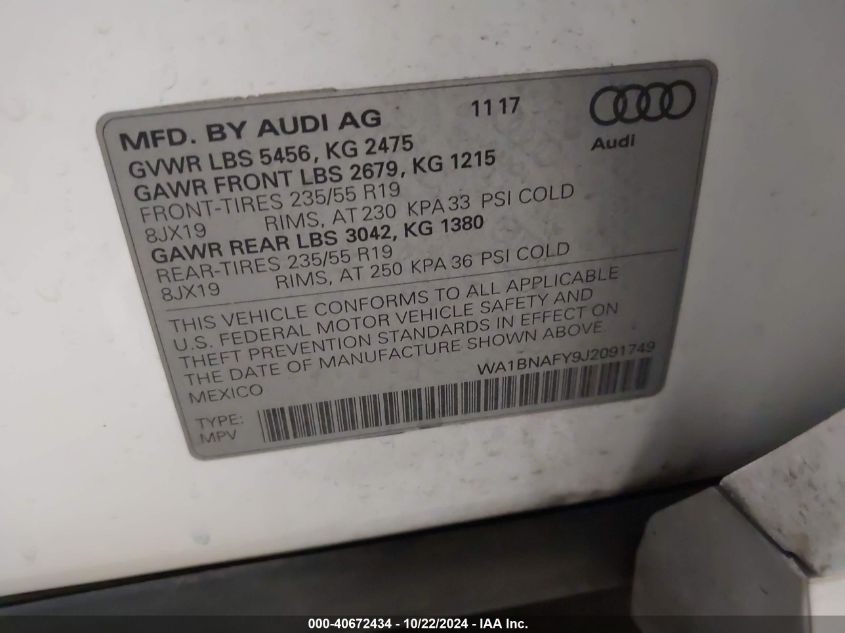 MFD. BY AUDI AG 11 17
Audi
GVWR LBS 5456, KG 2475
GAWR FRONT LBS 2679, KG 1215
FRONT-TIRES 235/55 R19
8JX19 RIMS, AT 230 KPA 33 PSI COLD
GAWR REAR LBS 3042, KG 1380
REAR-TIRES 235/55 R19
8JX19 RIMS, AT 250 KPA 36 PSI COLD
THIS VEHICLE CONFORMS TO ALL APPLICABLE
U.S. FEDERAL MOTOR VEHICLE SAFETY AND
THEFT PREVENTION STANDARDS IN EFFECT ON
THE DATE OF MANUFACTURE SHOWN ABOVE.
MEXICO WA1BNAFY9J2091749
TYPE:
MPV
000-40672434 - 10/22/2024 - IAA Inc.